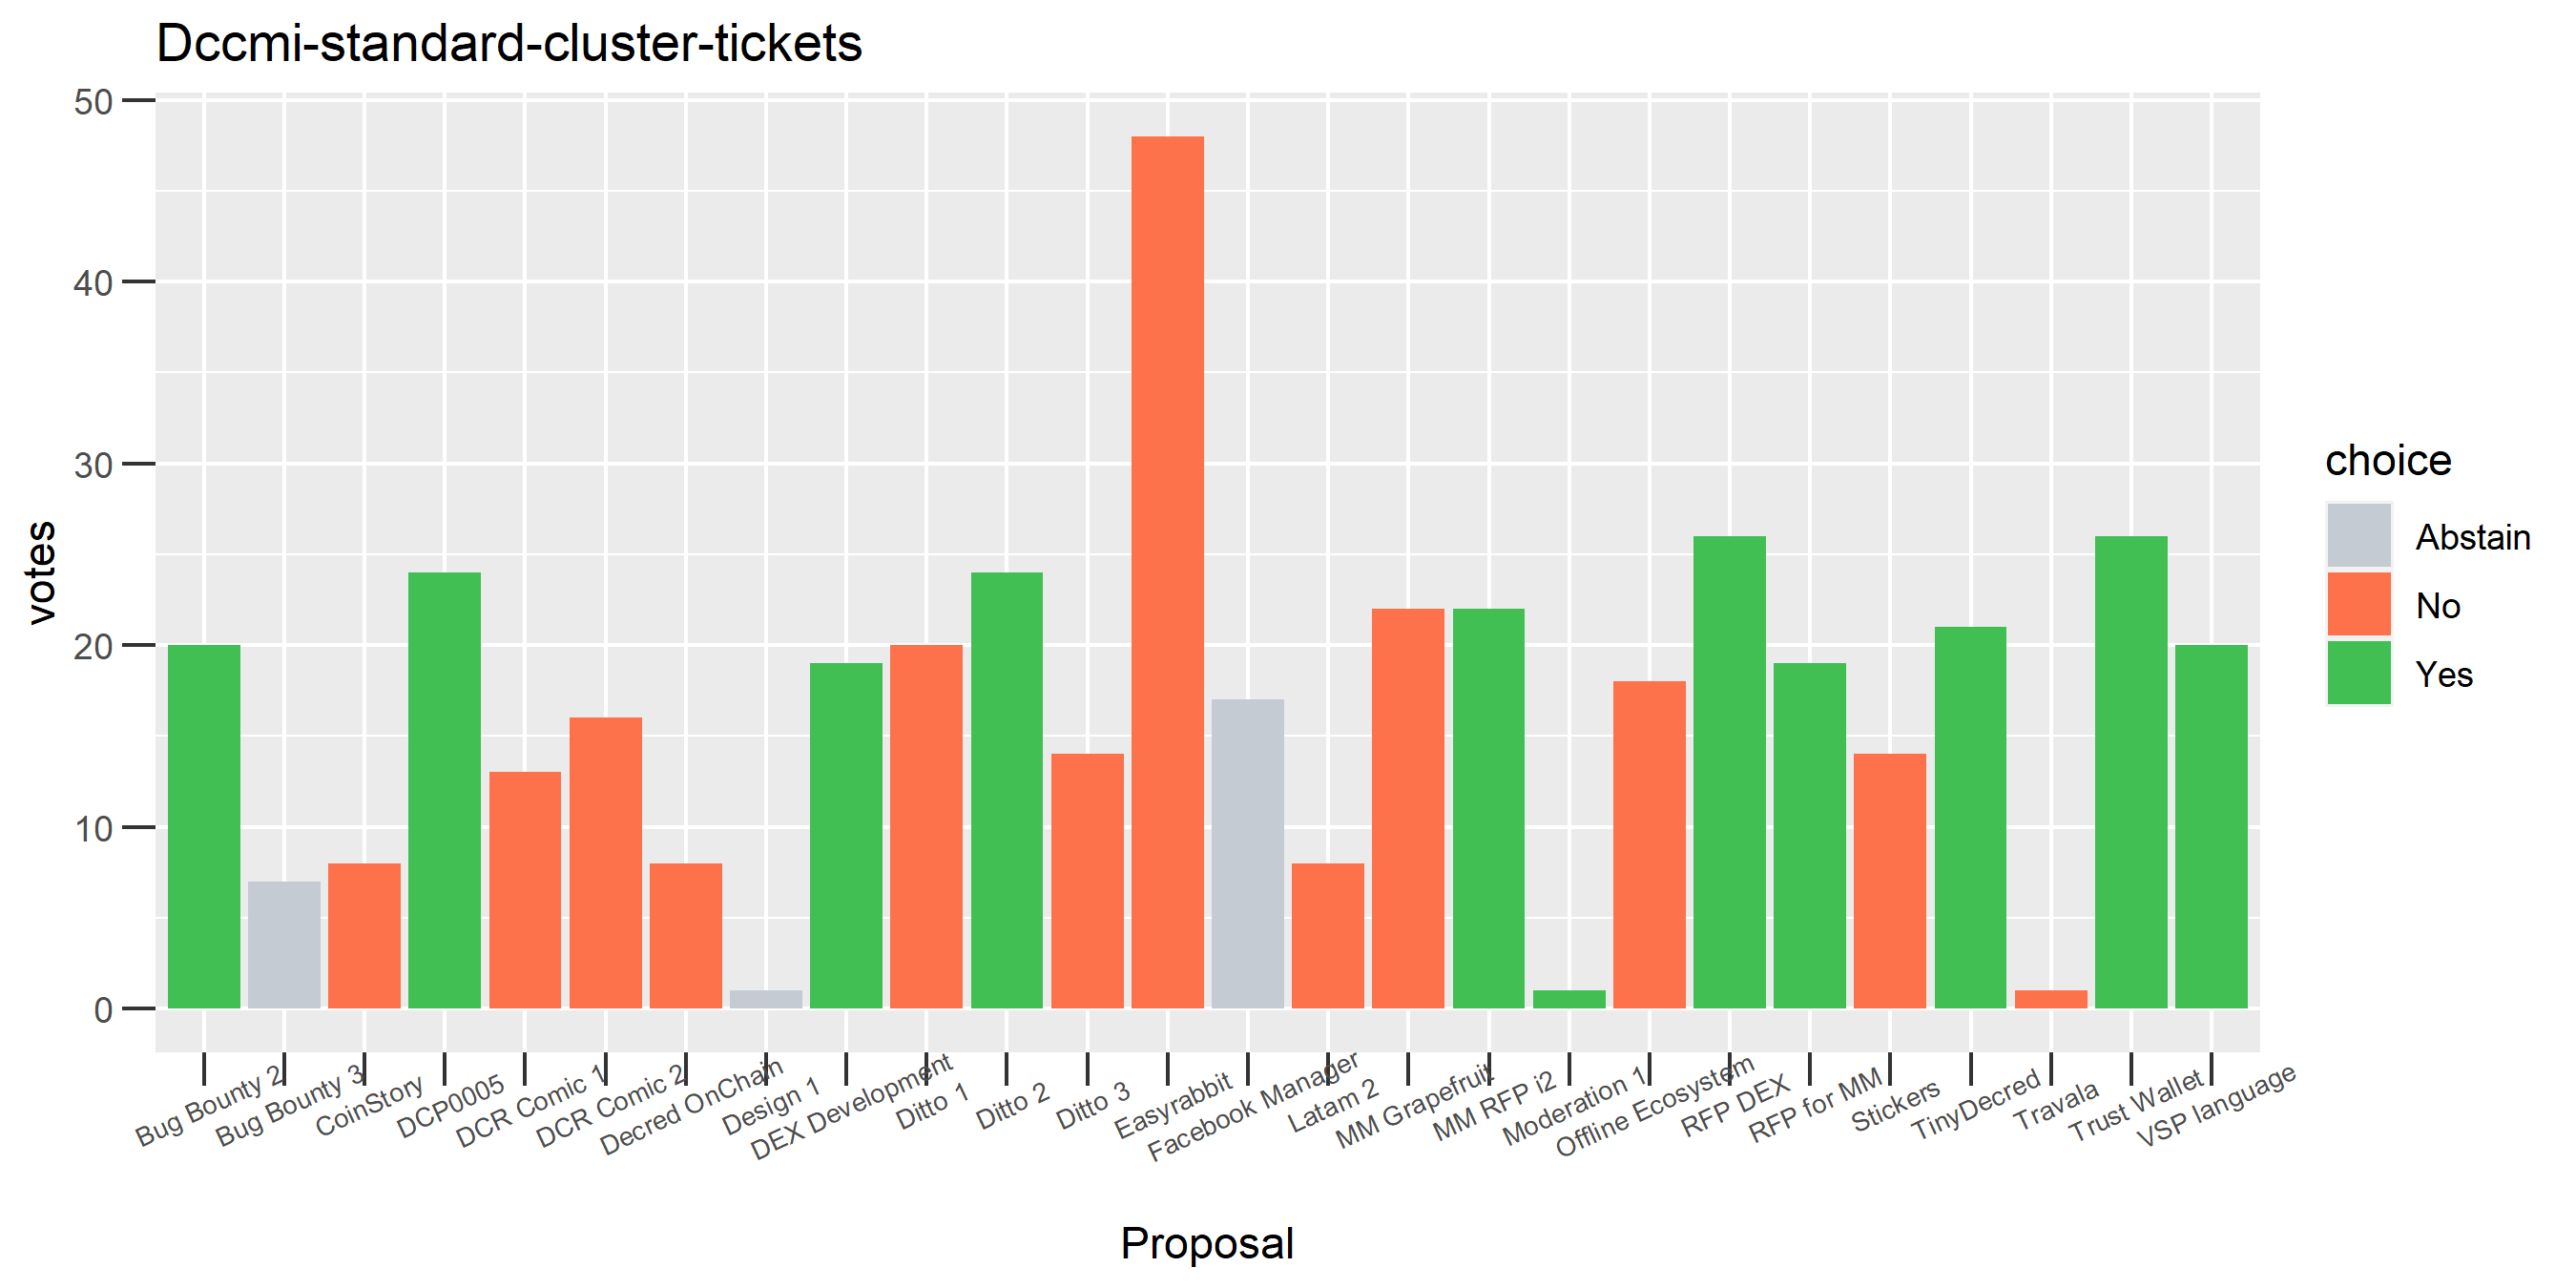 Dccmi-standard-cluster-tickets
50
40
30
20
10
0
votes
Bug Bounty 2
Bug Bounty 3
CoinStory
DCP0005
DCR Comic 1
DCR Comic 2
Decred OnChain
Design 1
DEX Development
Ditto 1
Ditto 2
Ditto 3
Easyrabbit
Facebook Manager
Latam 2
MM Grapefruit
MM RFP i2
Moderation 1
Offline Ecosystem
RFP DEX
RFP for MM
Stickers
TinyDecred
Travala
Trust Wallet
VSP language
Proposal
choice
Abstain
No
Yes